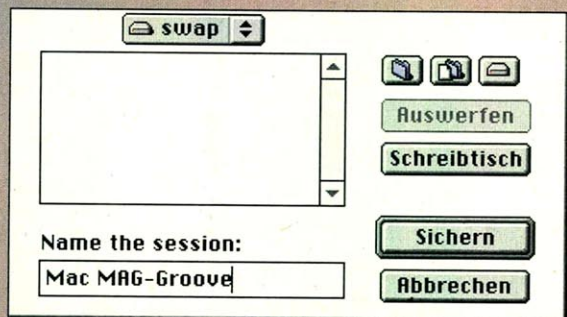 swap
Auswerfen
Schreibtisch
Name the session:
Sichern
Mac MAG-Groove
Abbrechen